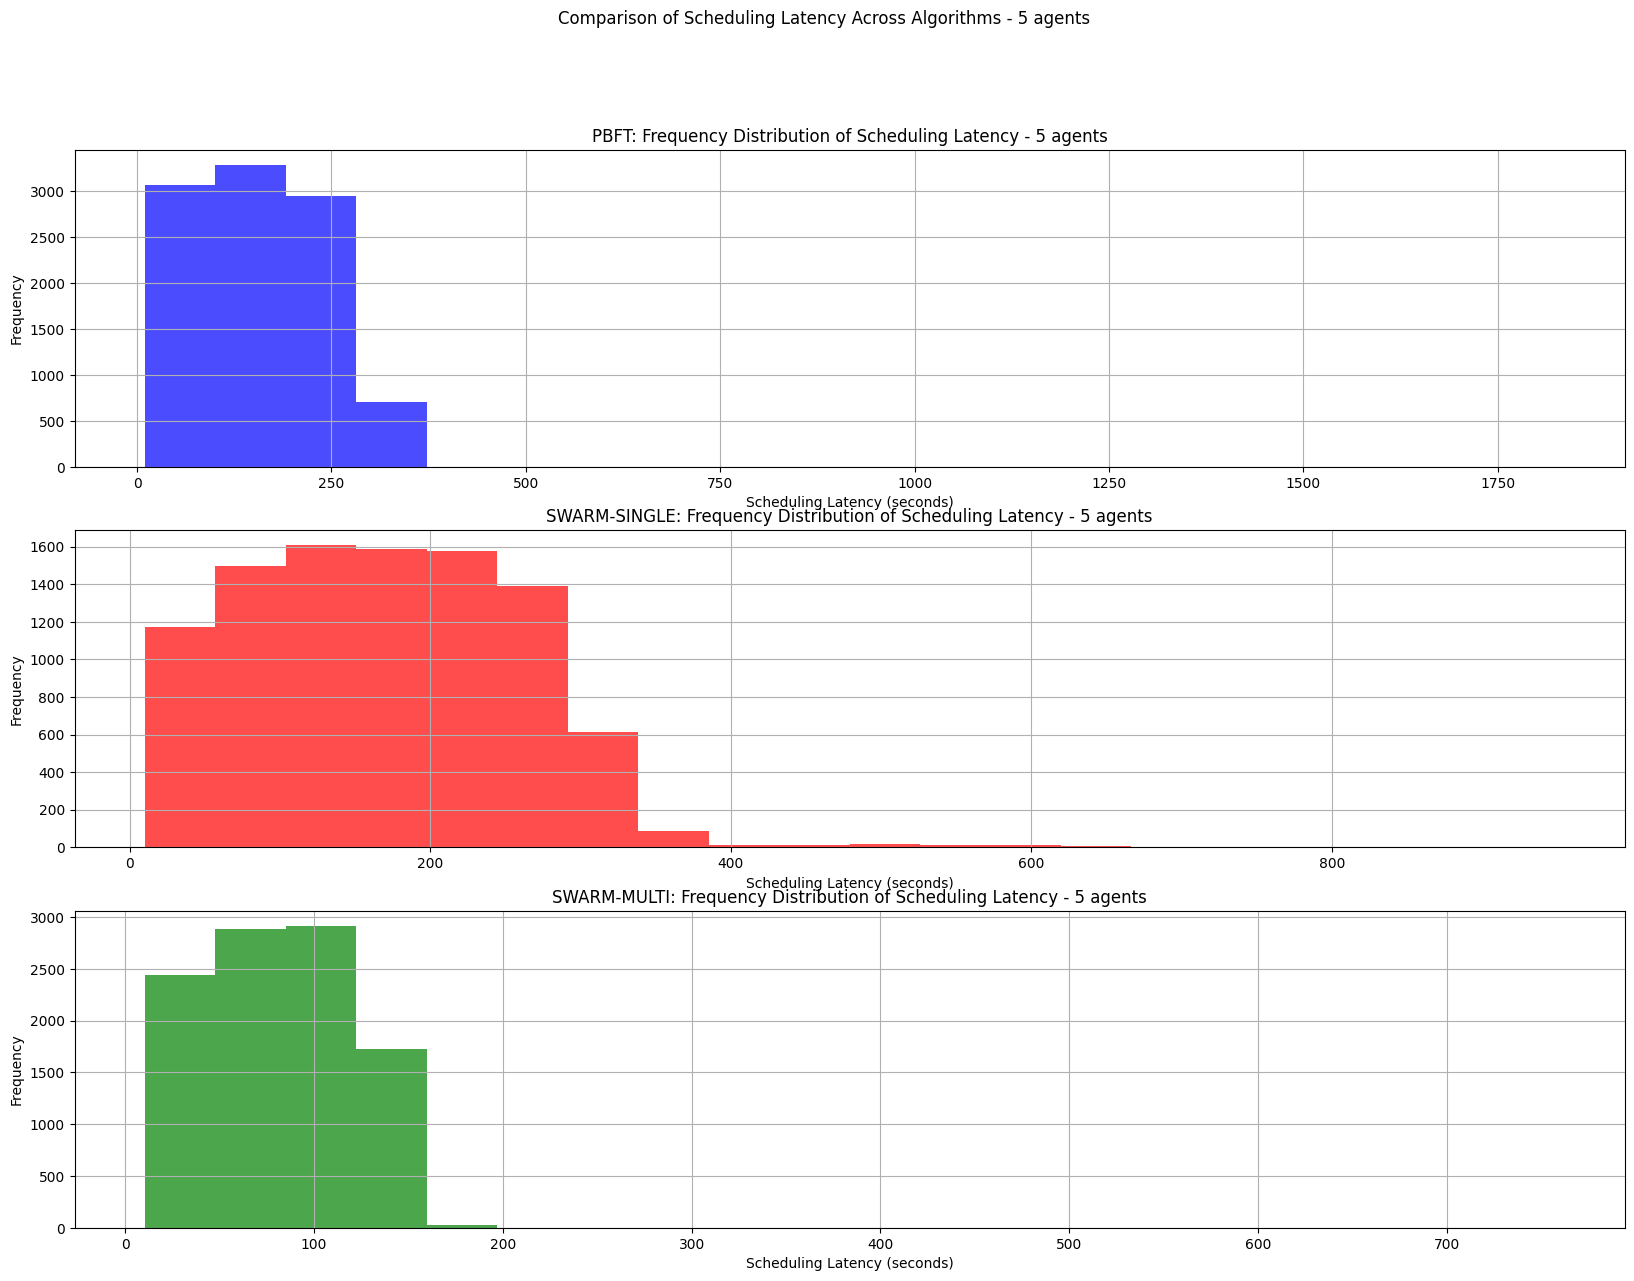 Comparison of Scheduling Latency Across Algorithms - 5 agents
PBFT: Frequency Distribution of Scheduling Latency - 5 agents
Frequency
3000
2500
2000
1500
1000
500
0
0 250 500 750 1000 1250 1500 1750
Scheduling Latency (seconds)
SWARM-SINGLE: Frequency Distribution of Scheduling Latency - 5 agents
Frequency
1600
1400
1200
1000
800
600
400
200
0
0 200 400 600 800
Scheduling Latency (seconds)
SWARM-MULTI: Frequency Distribution of Scheduling Latency - 5 agents
Frequency
3000
2500
2000
1500
1000
500
0
0 100 200 300 400 500 600 700
Scheduling Latency (seconds)